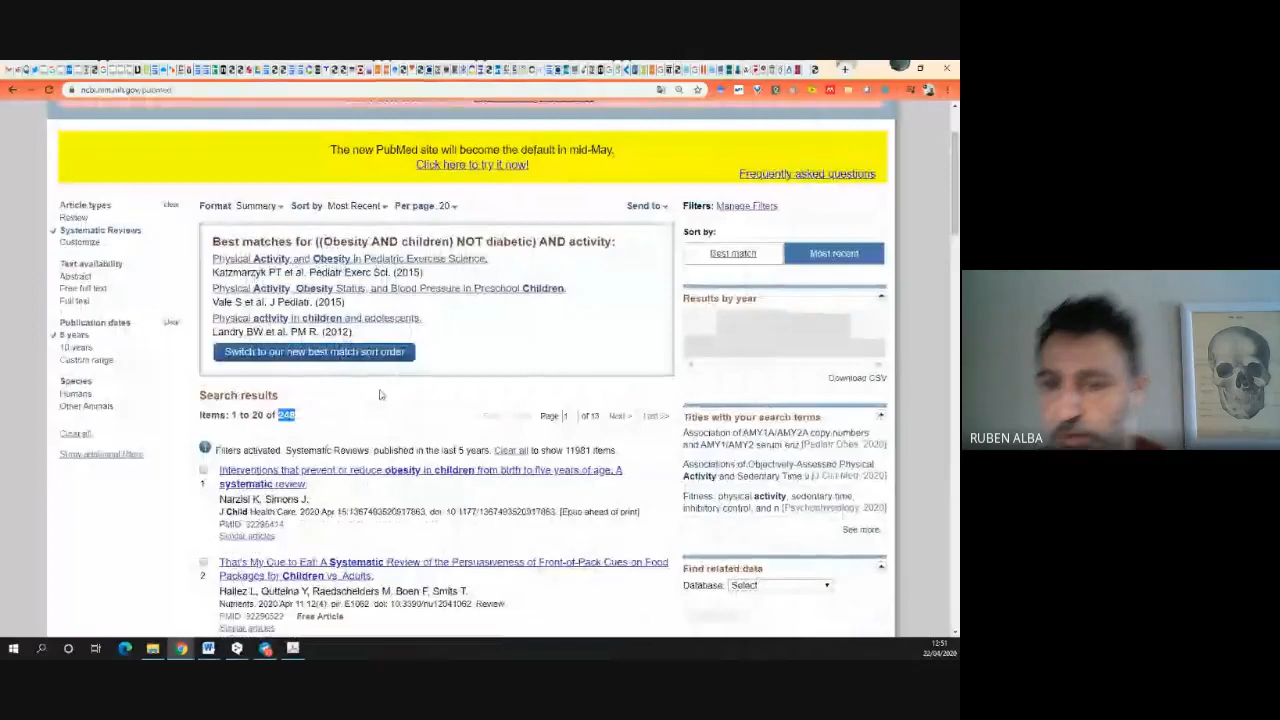 ncbi.nlm.nih.gov/pubmed
The new PubMed site will become the default in mid-May.
Click here to try it now!
Frequently asked questions
Article types
clear
Review
Systematic Reviews
Customize
Text availability
Abstract
Free full text
Full text
Publication dates
clear
5 years
10 years
Custom range
Species
Humans
Other Animals
Clear all
Show additional filters
Format Summary Sort by Most Recent Per page 20
Send to
Best matches for ((Obesity AND children) NOT diabetic) AND activity:
Physical Activity and Obesity in Pediatric Exercise Science.
Katzmarzyk PT et al. Pediatr Exerc Sci. (2015)
Physical Activity, Obesity Status, and Blood Pressure in Preschool Children.
Vale S et al. J Pediatr. (2015)
Physical activity in children and adolescents.
Landry BW et al. PM R. (2012)
Switch to our new best match sort order
Search results
Items: 1 to 20 of 248
Page 1 of 13 Next > Last >>
Filters activated: Systematic Reviews, published in the last 5 years. Clear all to show 11981 items.
Interventions that prevent or reduce obesity in children from birth to five years of age: A
1 systematic review.
Narzisi K, Simons J.
J Child Health Care. 2020 Apr 15:1367493520917863. doi: 10.1177/1367493520917863. [Epub ahead of print]
Similar articles
That's My Cue to Eat: A Systematic Review of the Persuasiveness of Front-of-Pack Cues on Food
2 Packages for Children vs. Adults.
Hallez L, Qutteina Y, Raedschelders M, Boen F, Smits T.
Nutrients. 2020 Apr 11;12(4). pii: E1062. doi: 10.3390/nu12041062. Review.
Free Article
Similar articles
Filters: Manage Filters
Sort by:
Best match
Most recent
Results by year
Download CSV
Titles with your search terms
Association of AMY1A/AMY2A copy numbers
and AMY1/AMY2 serum enz [Pediatr Obes. 2020]
Associations of Objectively-Assessed Physical
Activity and Sedentary Time [J Clin Med. 2020]
Fitness, physical activity, sedentary time,
inhibitory control, and n [Psychophysiology. 2020]
See more...
Find related data
Database: Select
12:51
22/04/2020
RUBEN ALBA